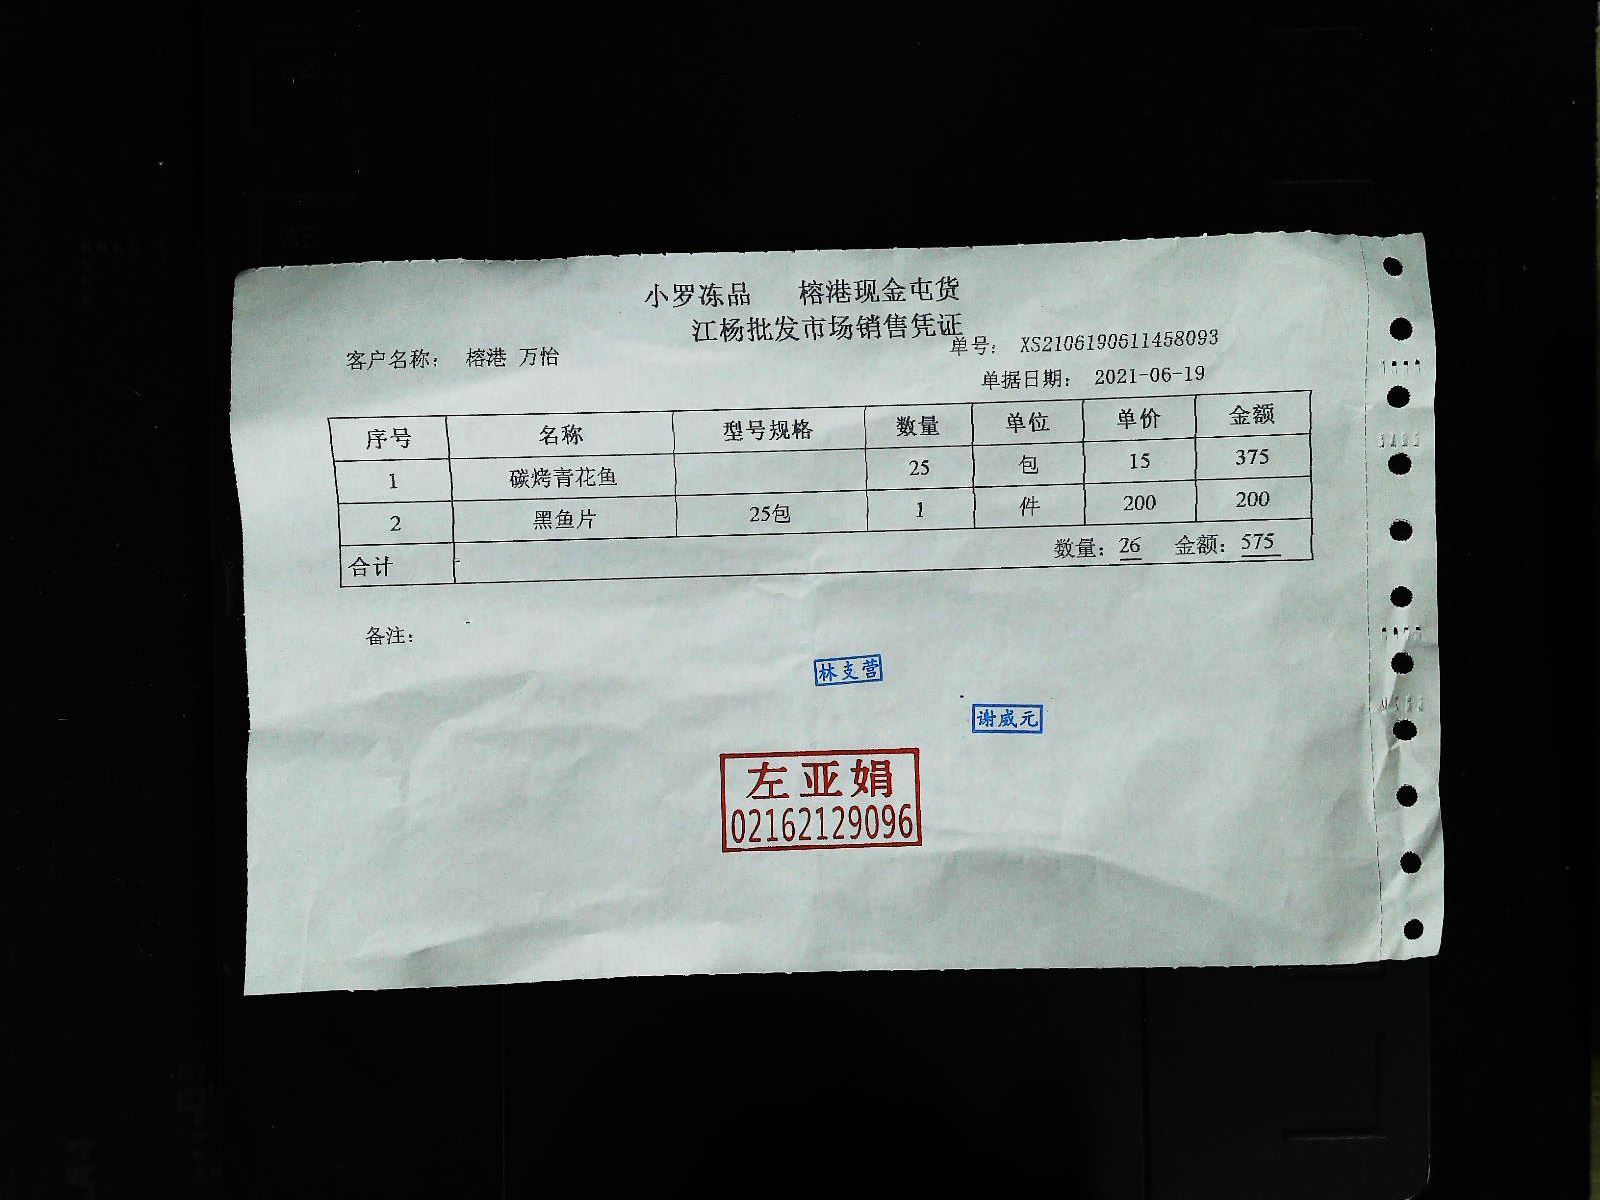 小罗冻品 榕港现金屯货
江杨批发市场销售凭证
客户名称： 榕港 万怡
单号： XS2106190611458093
单据日期： 2021-06-19
序号 名称 型号规格 数量 单位 单价 金额
1 碳烤青花鱼 25 包 15 375
2 黑鱼片 25包 1 件 200 200
合计 数量：26 金额：575
备注：
林支营
谢威元
左亚娟
02162129096